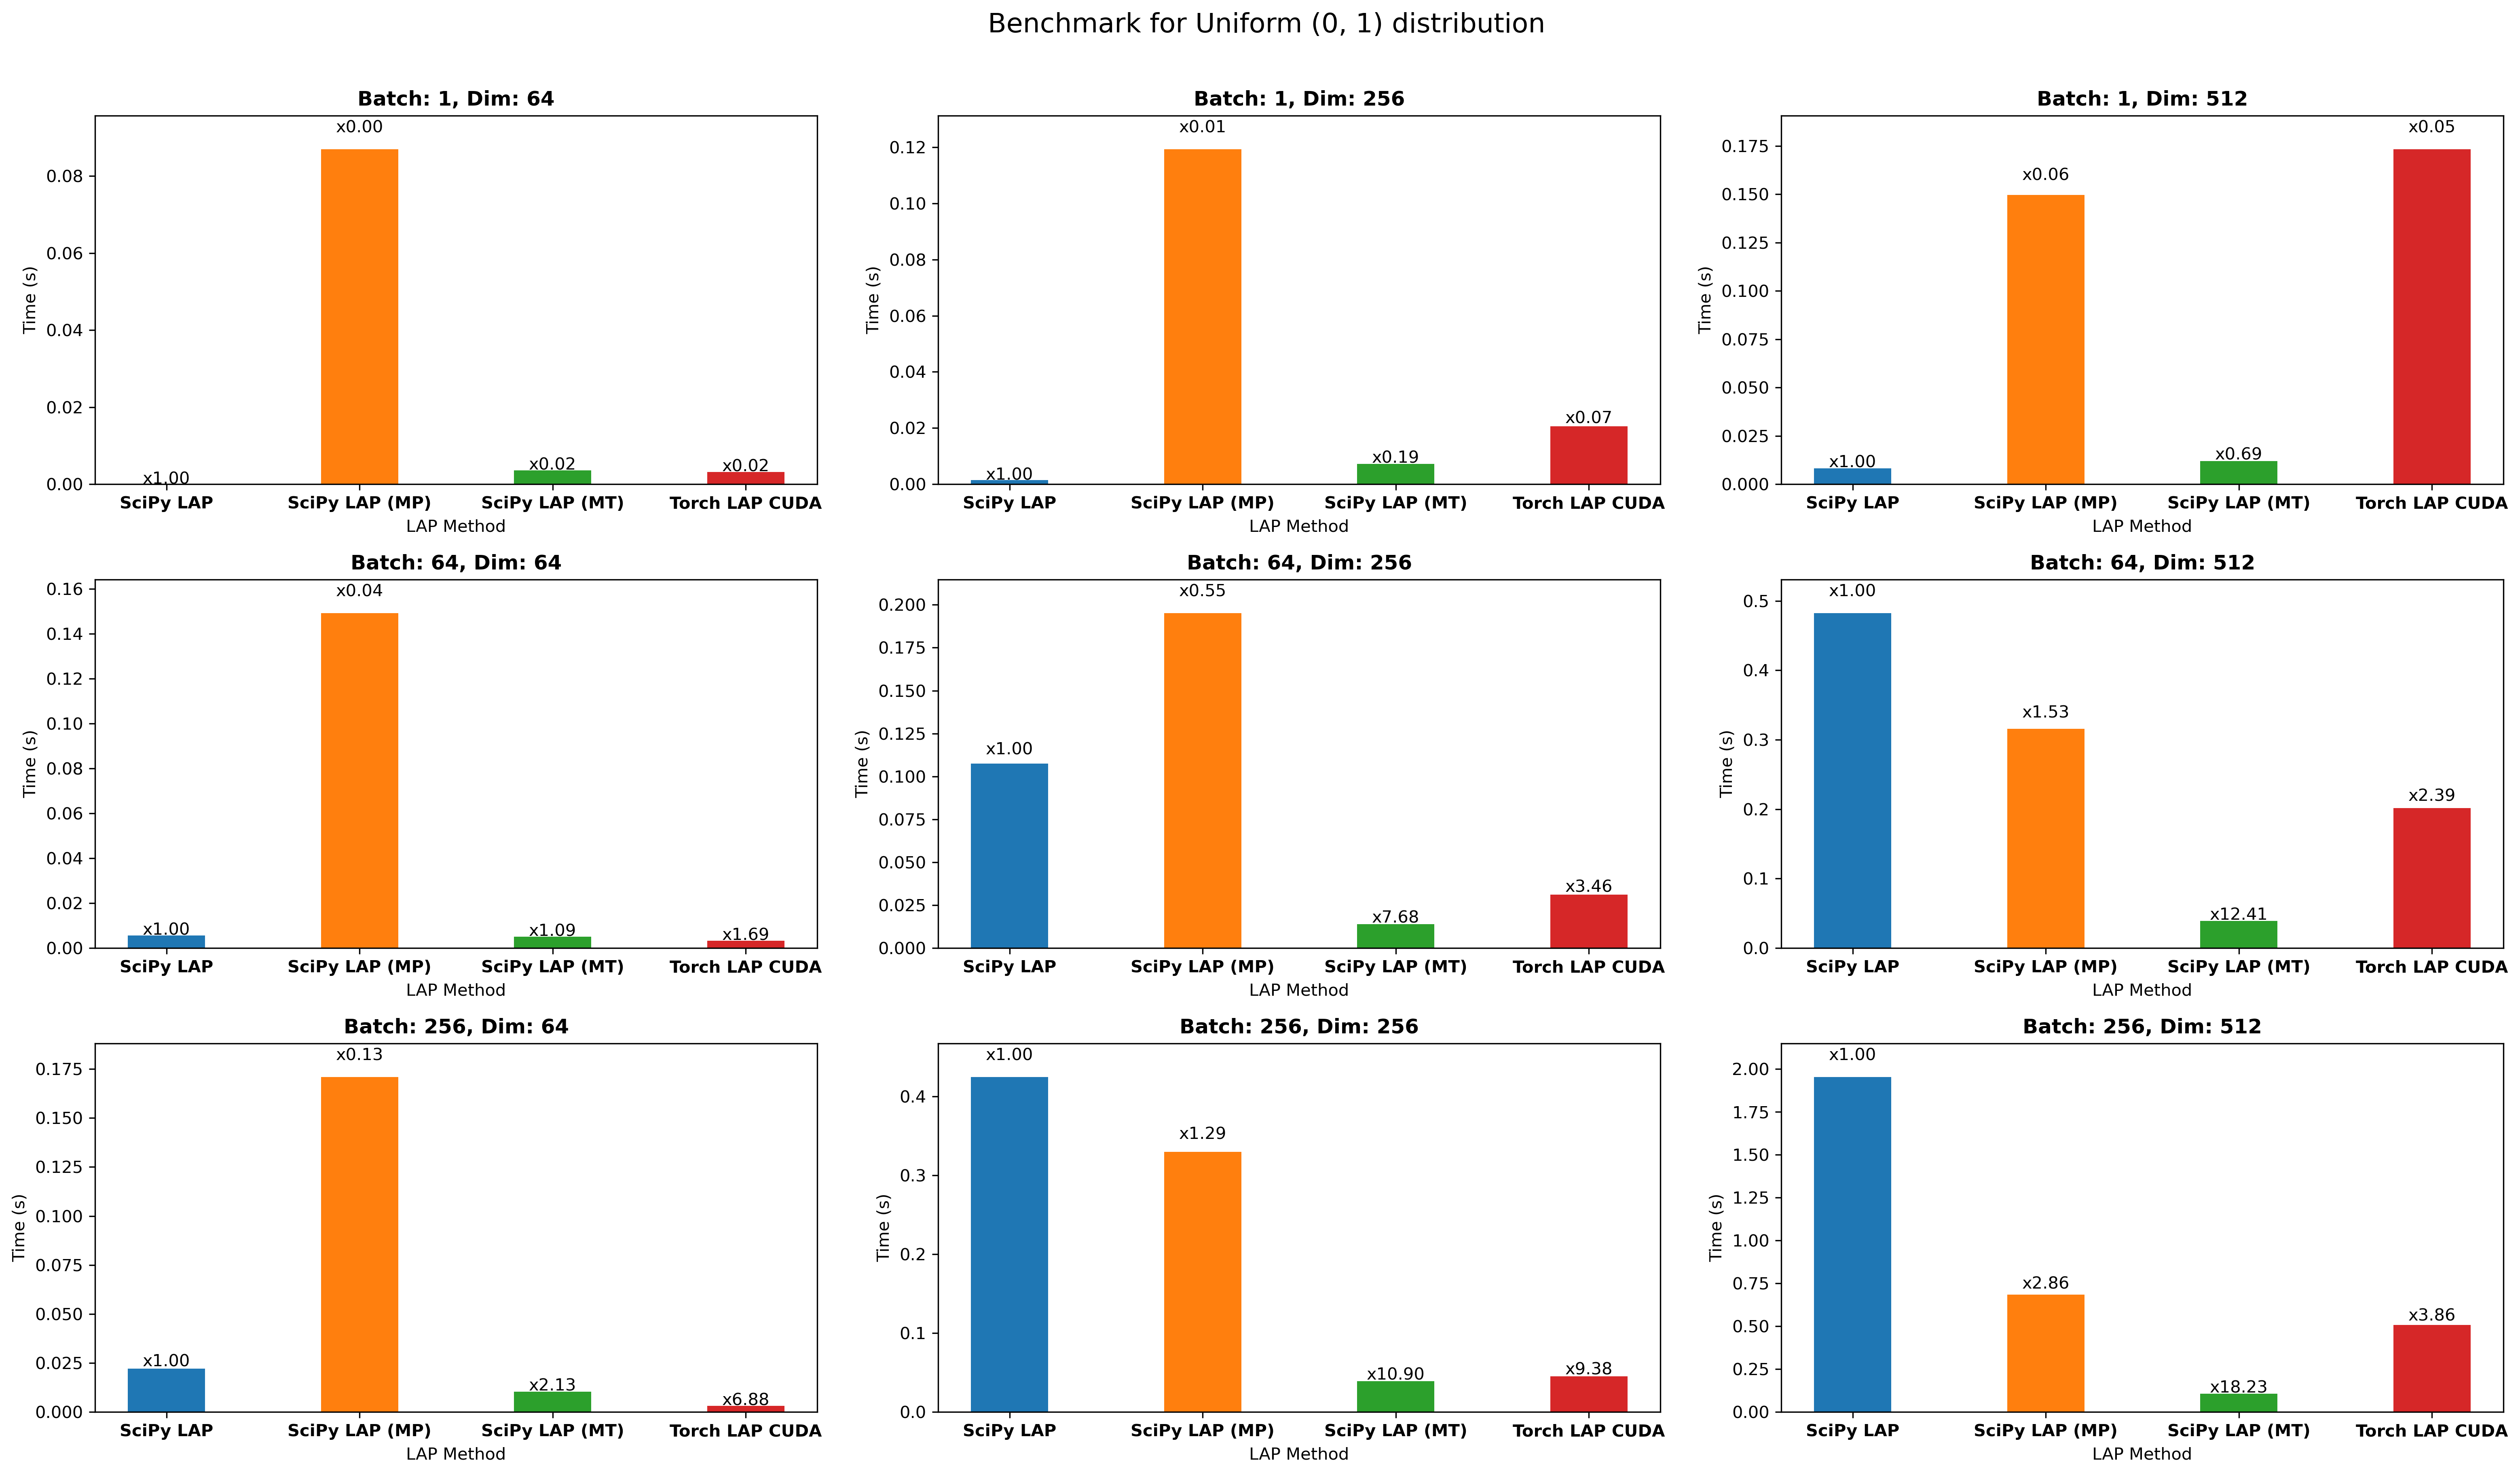 Benchmark for Uniform (0, 1) distribution
Batch: 1, Dim: 64
Time (s)
0.08
0.06
0.04
0.02
0.00
x1.00
x0.00
x0.02
x0.02
SciPy LAP
SciPy LAP (MP)
SciPy LAP (MT)
Torch LAP CUDA
LAP Method
Batch: 1, Dim: 256
Time (s)
0.12
0.10
0.08
0.06
0.04
0.02
0.00
x1.00
x0.01
x0.19
x0.07
SciPy LAP
SciPy LAP (MP)
SciPy LAP (MT)
Torch LAP CUDA
LAP Method
Batch: 1, Dim: 512
Time (s)
0.175
0.150
0.125
0.100
0.075
0.050
0.025
0.000
x1.00
x0.06
x0.69
x0.05
SciPy LAP
SciPy LAP (MP)
SciPy LAP (MT)
Torch LAP CUDA
LAP Method
Batch: 64, Dim: 64
Time (s)
0.16
0.14
0.12
0.10
0.08
0.06
0.04
0.02
0.00
x1.00
x0.04
x1.09
x1.69
SciPy LAP
SciPy LAP (MP)
SciPy LAP (MT)
Torch LAP CUDA
LAP Method
Batch: 64, Dim: 256
Time (s)
0.200
0.175
0.150
0.125
0.100
0.075
0.050
0.025
0.000
x1.00
x0.55
x7.68
x3.46
SciPy LAP
SciPy LAP (MP)
SciPy LAP (MT)
Torch LAP CUDA
LAP Method
Batch: 64, Dim: 512
Time (s)
0.5
0.4
0.3
0.2
0.1
0.0
x1.00
x1.53
x12.41
x2.39
SciPy LAP
SciPy LAP (MP)
SciPy LAP (MT)
Torch LAP CUDA
LAP Method
Batch: 256, Dim: 64
Time (s)
0.175
0.150
0.125
0.100
0.075
0.050
0.025
0.000
x1.00
x0.13
x2.13
x6.88
SciPy LAP
SciPy LAP (MP)
SciPy LAP (MT)
Torch LAP CUDA
LAP Method
Batch: 256, Dim: 256
Time (s)
0.4
0.3
0.2
0.1
0.0
x1.00
x1.29
x10.90
x9.38
SciPy LAP
SciPy LAP (MP)
SciPy LAP (MT)
Torch LAP CUDA
LAP Method
Batch: 256, Dim: 512
Time (s)
2.00
1.75
1.50
1.25
1.00
0.75
0.50
0.25
0.00
x1.00
x2.86
x18.23
x3.86
SciPy LAP
SciPy LAP (MP)
SciPy LAP (MT)
Torch LAP CUDA
LAP Method